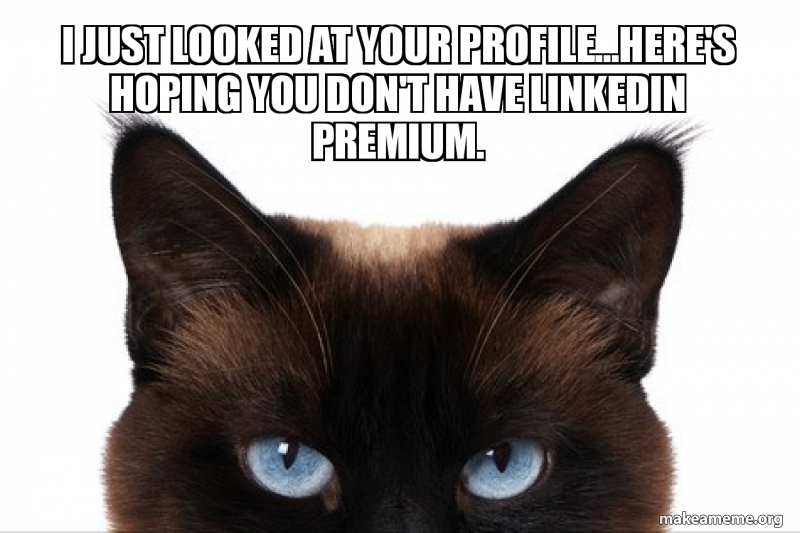 I JUST LOOKED AT YOUR PROFILE...HERE'S
HOPING YOU DON'T HAVE LINKEDIN
PREMIUM.
makeameme.org